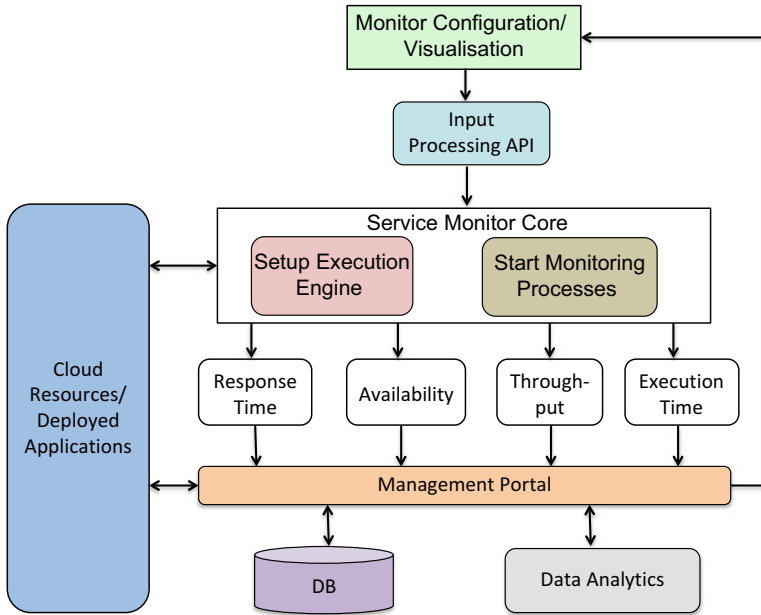 Monitor Configuration/
Visualisation
Input
Processing API
Service Monitor Core
Setup Execution
Engine
Start Monitoring
Processes
Cloud
Resources/
Deployed
Applications
Response
Time
Availability
Through-
put
Execution
Time
Management Portal
DB
Data Analytics